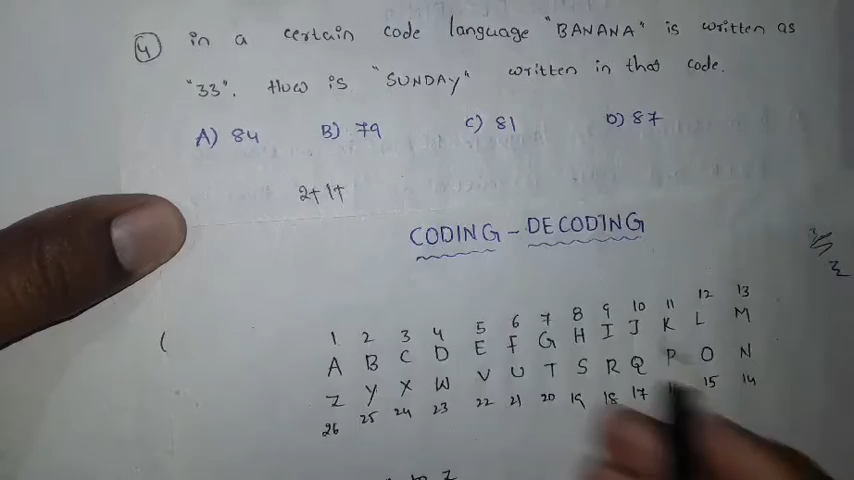 4 in a certain code language "BANANA" is written as
"33". How is "SUNDAY" written in that code.
A) 84 B) 79 C) 81 D) 87
2+1+
CODING - DECODING
1 2 3 4 5 6 7 8 9 10 11 12 13
A B C D E F G H I J K L M
Z Y X W V U T S R Q P O N
26 25 24 23 22 21 20 19 18 17 15 14